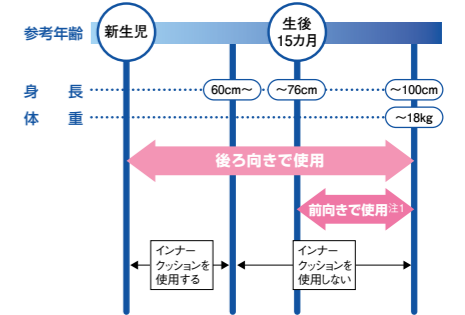 参考年齢
新生児
生後
15カ月
身長
60cm～
～76cm
～100cm
体重
～18kg
後ろ向きで使用
前向きで使用注1
インナー
クッションを
使用する
インナー
クッションを
使用しない